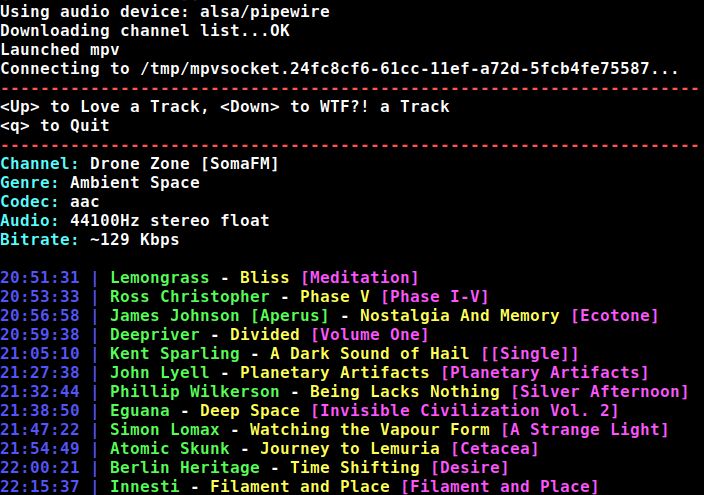 Using audio device: alsa/pipewire
Downloading channel list...OK
Launched mpv
Connecting to /tmp/mpvsocket.24fc8cf6-61cc-11ef-a72d-5fcb4fe75587...
----------------------------------------------------------------------
<Up> to Love a Track, <Down> to WTF?! a Track
<q> to Quit
----------------------------------------------------------------------
Channel: Drone Zone [SomaFM]
Genre: Ambient Space
Codec: aac
Audio: 44100Hz stereo float
Bitrate: ~129 Kbps
20:51:31 | Lemongrass - Bliss [Meditation]
20:53:33 | Ross Christopher - Phase V [Phase I-V]
20:56:58 | James Johnson [Aperus] - Nostalgia And Memory [Ecotone]
20:59:38 | Deepriver - Divided [Volume One]
21:05:10 | Kent Sparling - A Dark Sound of Hail [[Single]]
21:27:38 | John Lyell - Planetary Artifacts [Planetary Artifacts]
21:32:44 | Phillip Wilkerson - Being Lacks Nothing [Silver Afternoon]
21:38:50 | Eguana - Deep Space [Invisible Civilization Vol. 2]
21:47:22 | Simon Lomax - Watching the Vapour Form [A Strange Light]
21:54:49 | Atomic Skunk - Journey to Lemuria [Cetacea]
22:00:21 | Berlin Heritage - Time Shifting [Desire]
22:15:37 | Innesti - Filament and Place [Filament and Place]